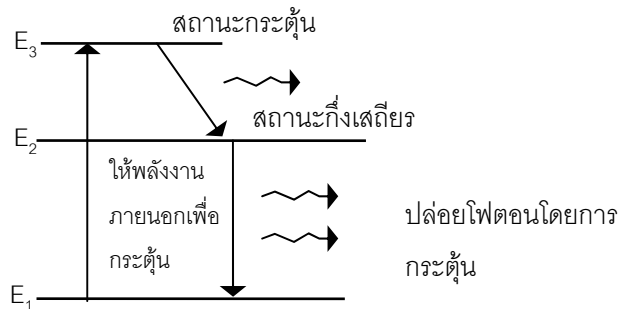 สถานะกระตุ้น
E₃
สถานะกึ่งเสถียร
E₂
ให้พลังงาน
ภายนอกเพื่อ
กระตุ้น
ปล่อยโฟตอนโดยการ
กระตุ้น
E₁